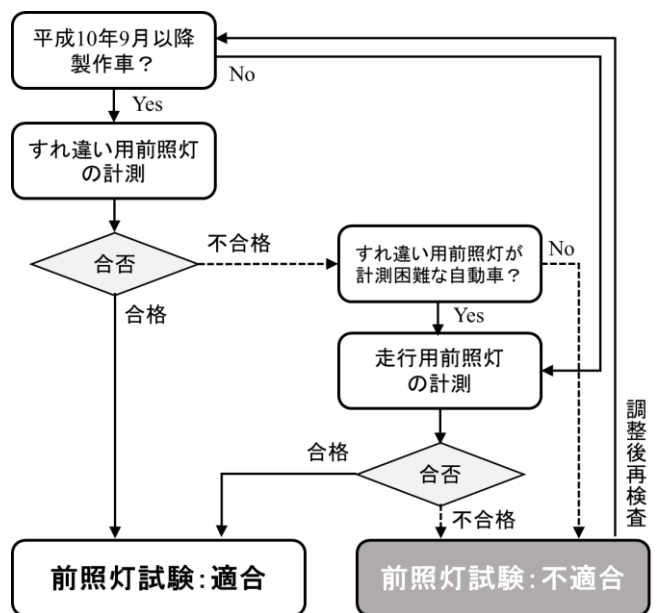 平成10年9月以降
製作車？
No
Yes
すれ違い用前照灯
の計測
不合格
合否
すれ違い用前照灯が
計測困難な自動車？
No
合格
Yes
走行用前照灯
の計測
合格
合否
不合格
調整後再検査
前照灯試験：適合
前照灯試験：不適合